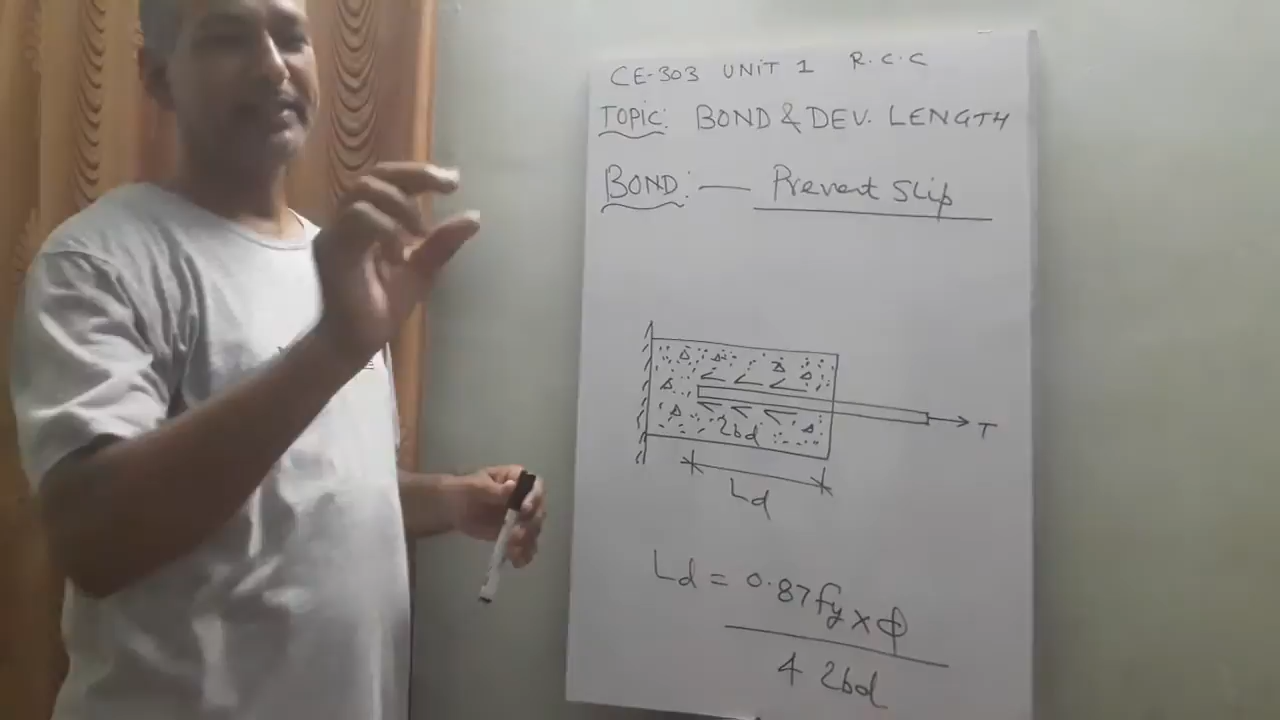 CE-303 UNIT 1 R.C.C
TOPIC: BOND & DEV. LENGTH
BOND: — Prevent Slip
T
2bd
Ld
Ld = 0.87fy x φ
4 2bd